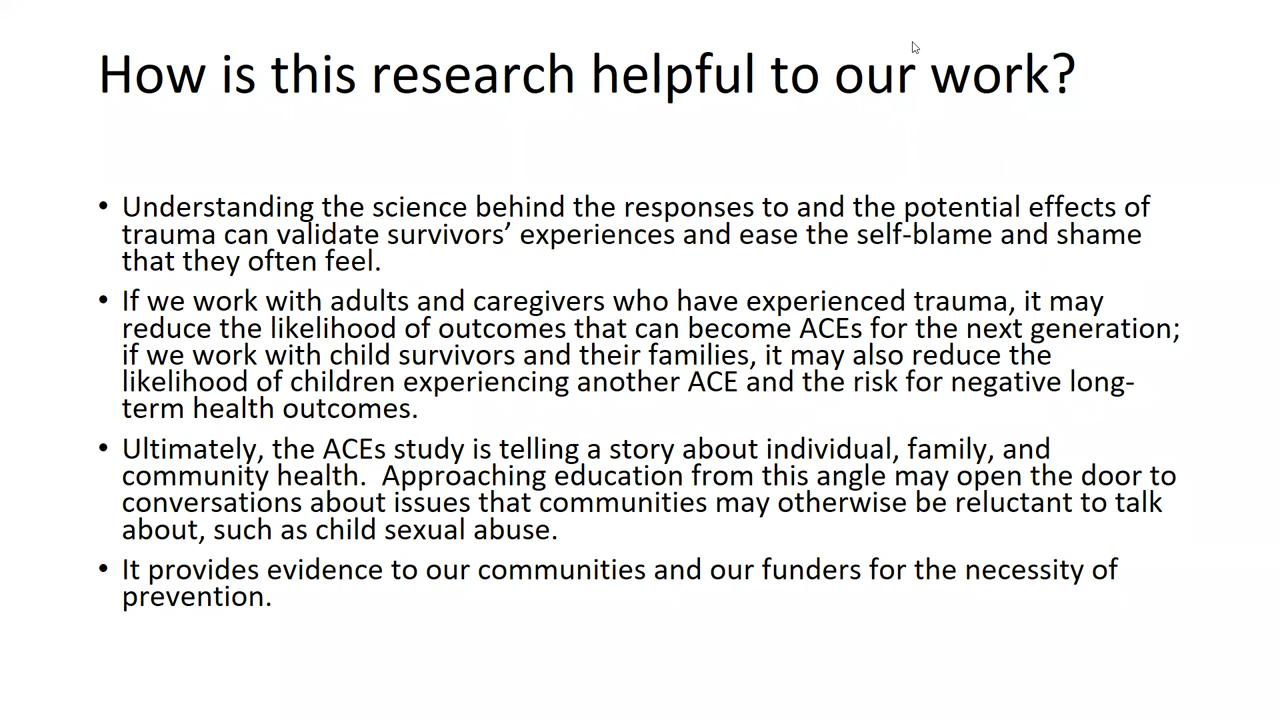 How is this research helpful to our work?
• Understanding the science behind the responses to and the potential effects of
trauma can validate survivors’ experiences and ease the self-blame and shame
that they often feel.
• If we work with adults and caregivers who have experienced trauma, it may
reduce the likelihood of outcomes that can become ACEs for the next generation;
if we work with child survivors and their families, it may also reduce the
likelihood of children experiencing another ACE and the risk for negative long-
term health outcomes.
• Ultimately, the ACEs study is telling a story about individual, family, and
community health.  Approaching education from this angle may open the door to
conversations about issues that communities may otherwise be reluctant to talk
about, such as child sexual abuse.
• It provides evidence to our communities and our funders for the necessity of
prevention.